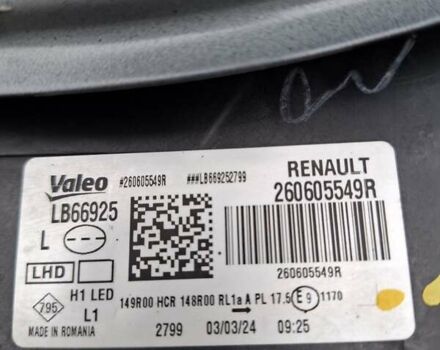 Valeo #260605549R ###LB669252799 RENAULT
LB66925 260605549R
L
LHD
260605549R
H1 LED 149R00 HCR 148R00 RL1a A PL 17.5 E 9 1170
795 L1
MADE IN ROMANIA 2799 03/03/24 09:25